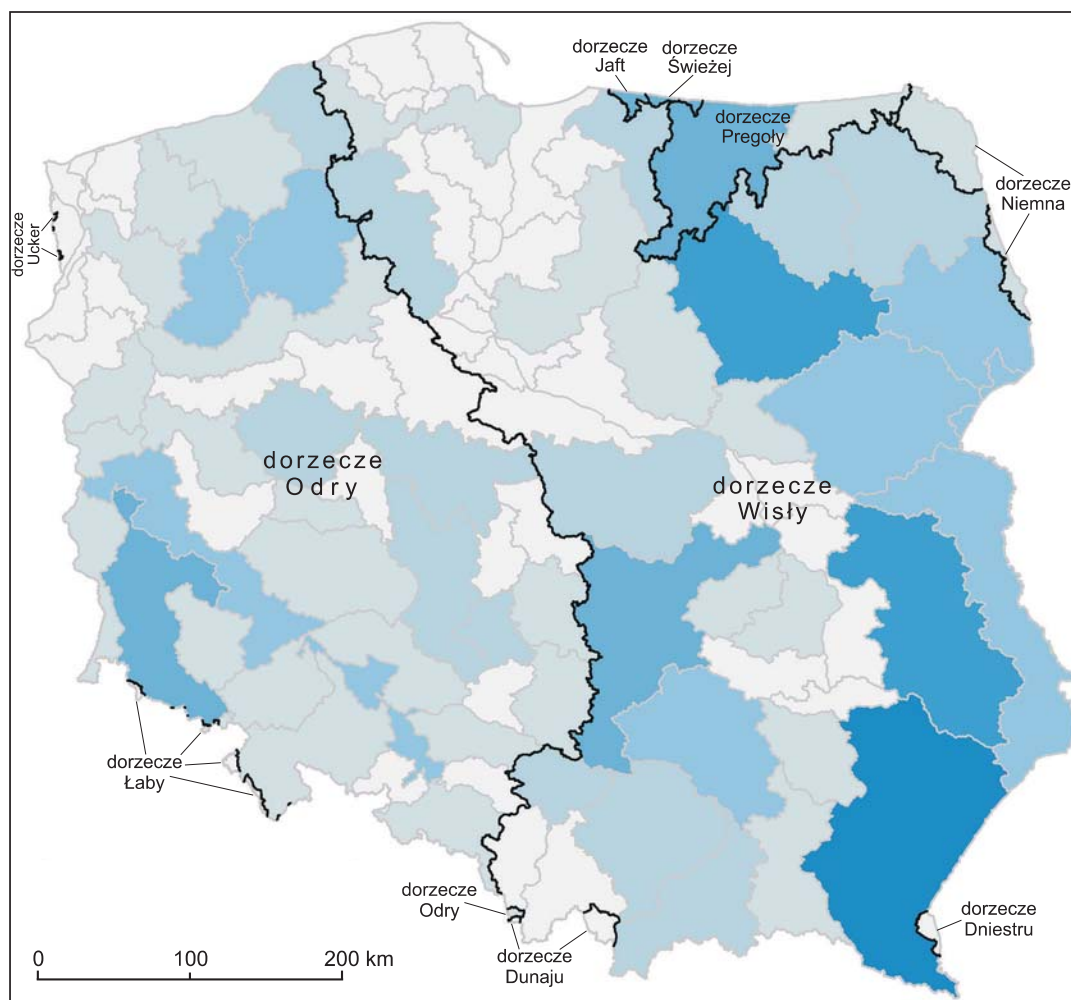 dorzecze
Jaft
dorzecze
Świeżej
dorzecze
Pregoły
dorzecze
Niemna
dorzecze
Ucker
dorzecze
Odry
dorzecze
Wisły
dorzecze
Łaby
dorzecze
Odry
dorzecze
Dunaju
dorzecze
Dniestru
0 100 200 km